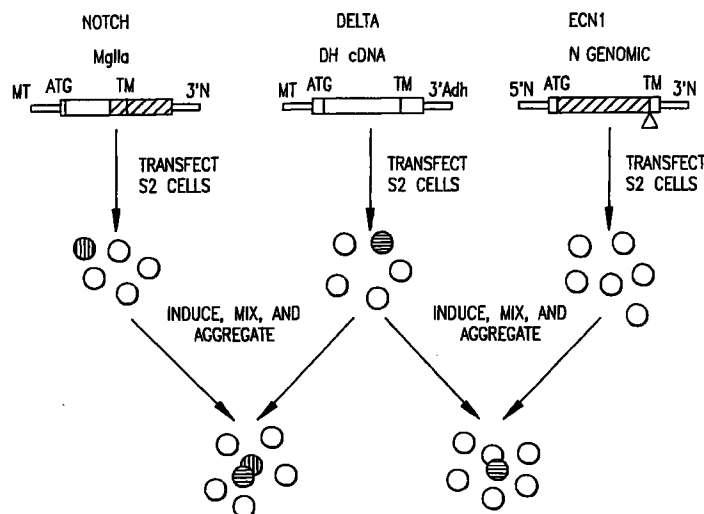 NOTCH
DELTA
ECN1
MgIIa
DH cDNA
N GENOMIC
MT ATG TM 3'N
MT ATG TM 3'Adh
5'N ATG TM 3'N
TRANSFECT
S2 CELLS
TRANSFECT
S2 CELLS
TRANSFECT
S2 CELLS
INDUCE, MIX, AND
AGGREGATE
INDUCE, MIX, AND
AGGREGATE